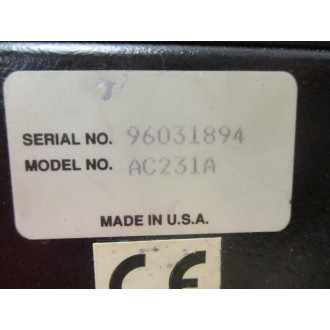 SERIAL NO. 96031894
MODEL NO. AC231A
MADE IN U.S.A.
CE